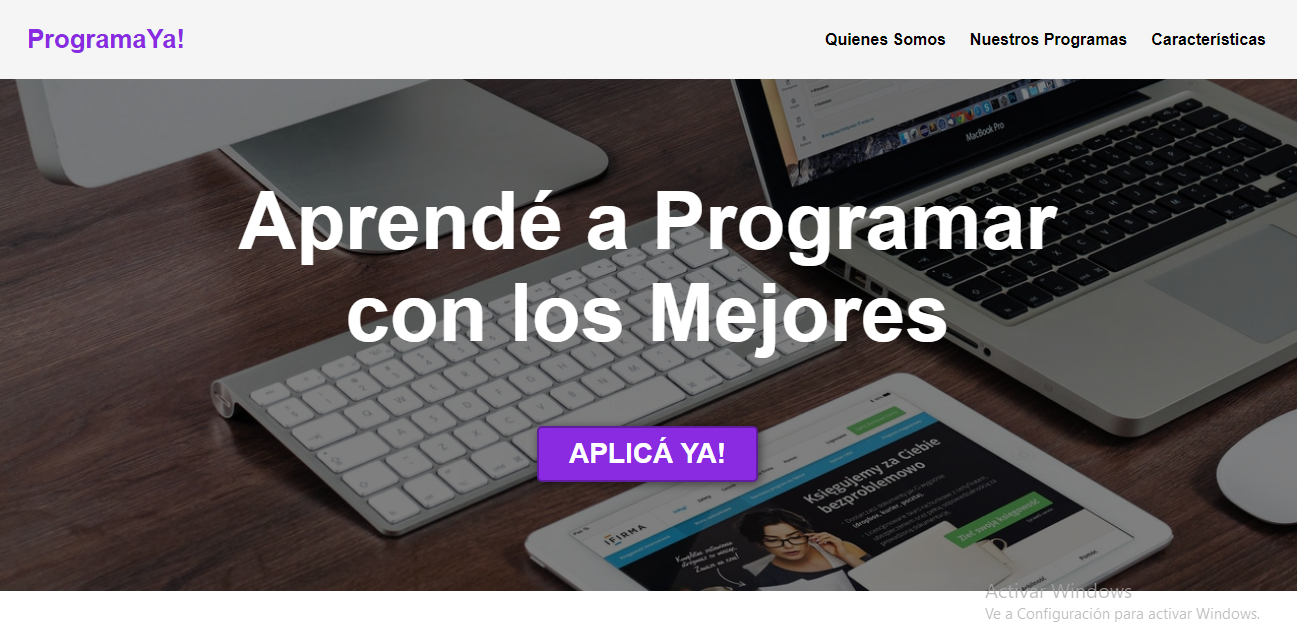 ProgramaYa!
Quienes Somos Nuestros Programas Características
MacBook Pro
Aprendé a Programar
con los Mejores
APLICÁ YA!
Księgujemy za Ciebie
bezproblemowo
IFIRMA
Activar Windows
Ve a Configuración para activar Windows.